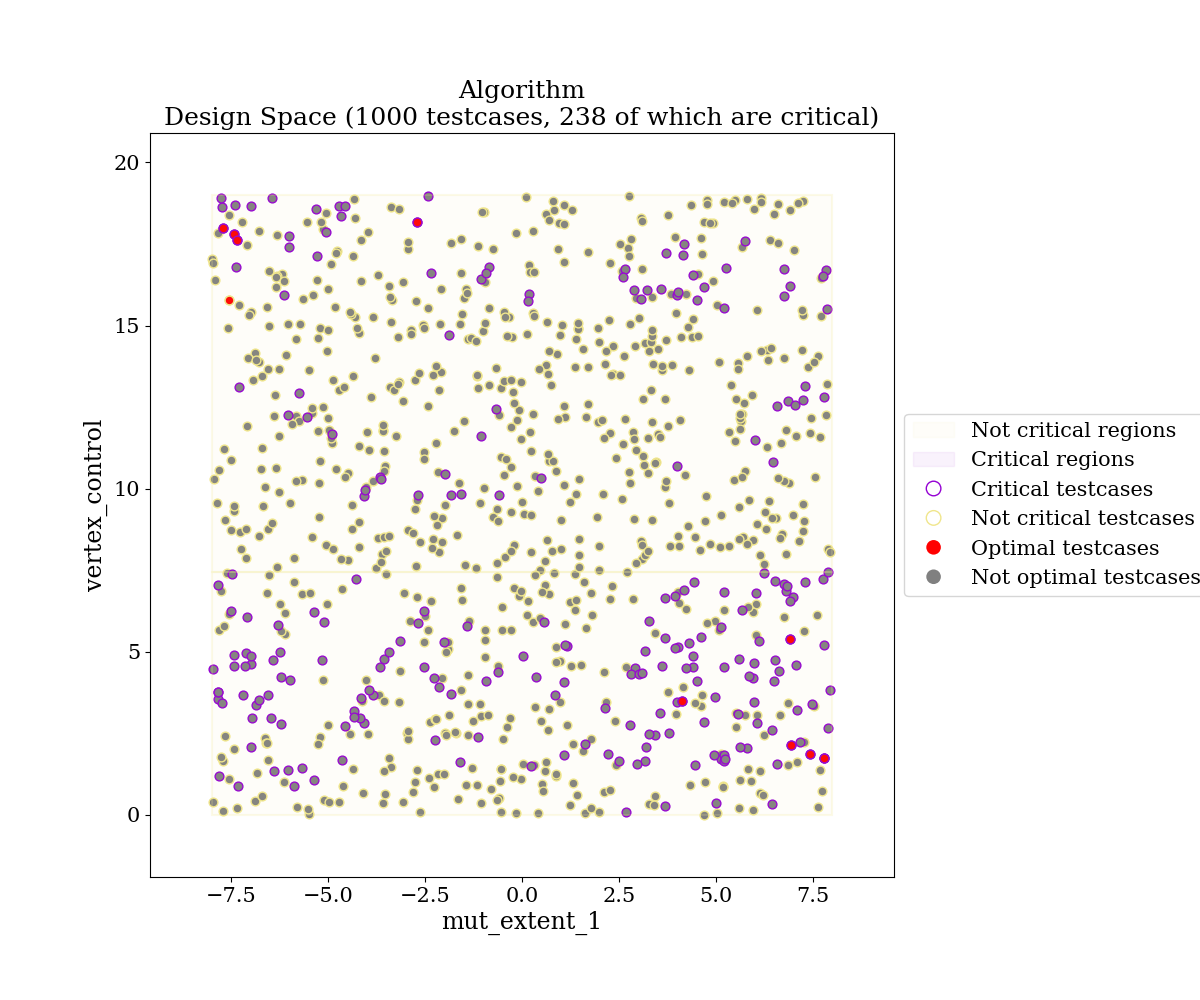 Algorithm
Design Space (1000 testcases, 238 of which are critical)
20
15
10
5
0
vertex_control
−7.5
−5.0
−2.5
0.0
2.5
5.0
7.5
mut_extent_1
Not critical regions
Critical regions
Critical testcases
Not critical testcases
Optimal testcases
Not optimal testcases